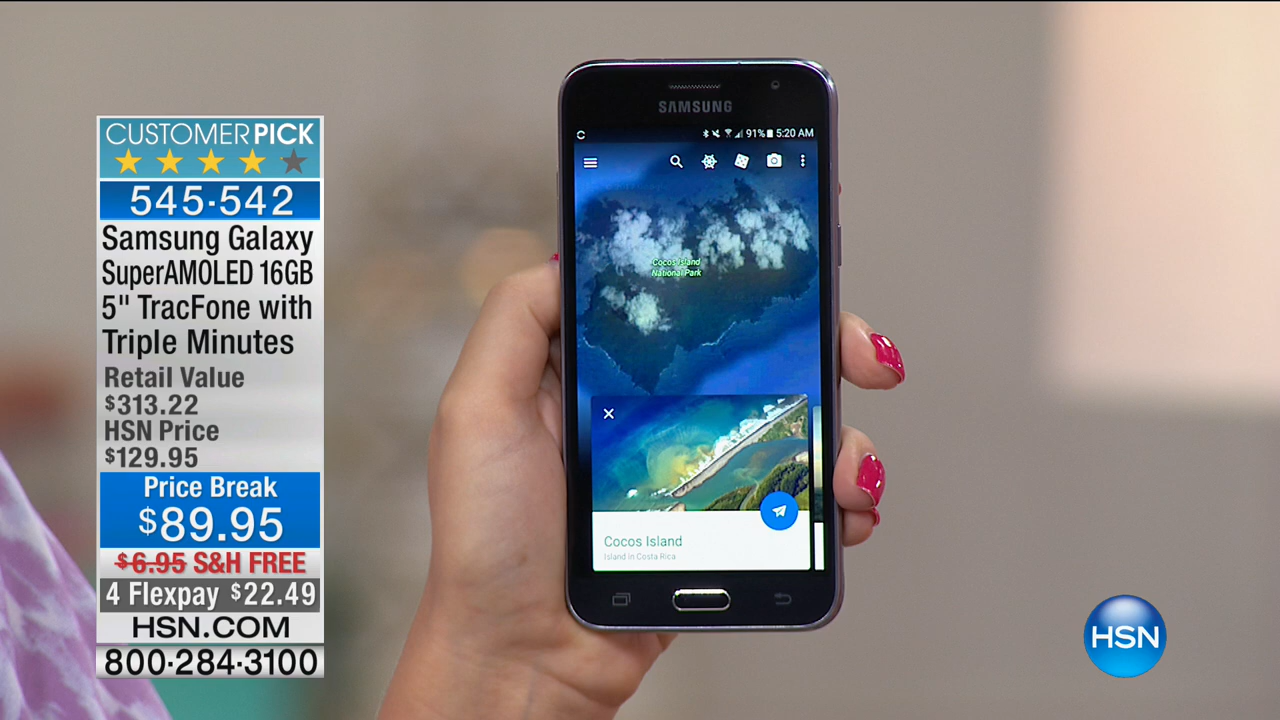 CUSTOMER PICK
545-542
Samsung Galaxy
SuperAMOLED 16GB
5" TracFone with
Triple Minutes
Retail Value
$313.22
HSN Price
$129.95
Price Break
$89.95
$6.95 S&H FREE
4 Flexpay $22.49
HSN.COM
800-284-3100
SAMSUNG
91% 5:20 AM
Cocos Island
National Park
Cocos Island
Island in Costa Rica
HSN